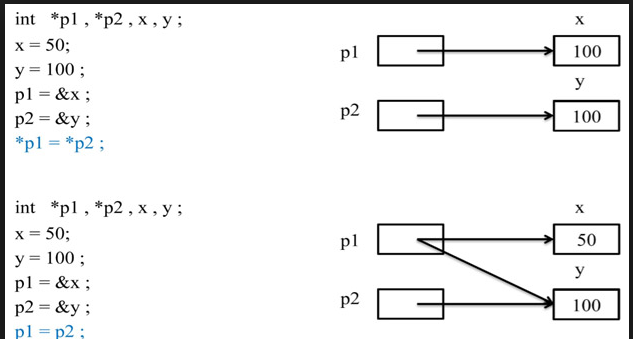 int *p1 , *p2 , x , y ;
x = 50;
y = 100 ;
p1 = &x ;
p2 = &y ;
*p1 = *p2 ;
x
p1
100
y
p2
100
int *p1 , *p2 , x , y ;
x = 50;
y = 100 ;
p1 = &x ;
p2 = &y ;
p1 = p2 ;
x
p1
50
y
p2
100